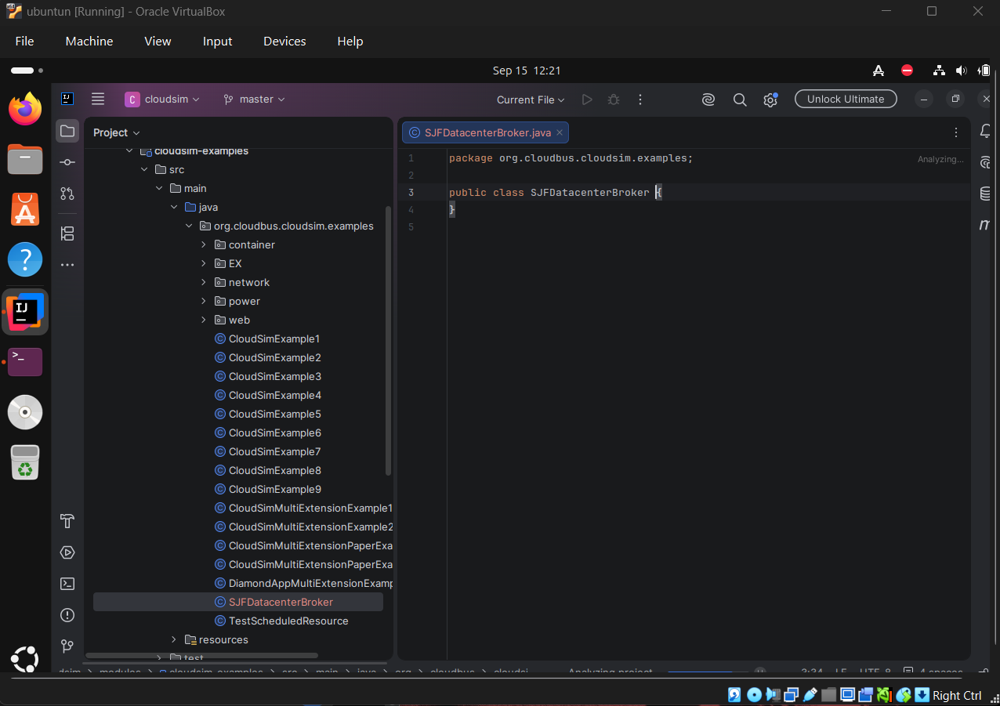 ubuntun [Running] - Oracle VirtualBox
File Machine View Input Devices Help
Sep 15 12:21
C cloudsim master Current File Unlock Ultimate
Project
SJFDatacenterBroker.java
cloudsim-examples
src
main
java
org.cloudbus.cloudsim.examples
container
EX
network
power
web
CloudSimExample1
CloudSimExample2
CloudSimExample3
CloudSimExample4
CloudSimExample5
CloudSimExample6
CloudSimExample7
CloudSimExample8
CloudSimExample9
CloudSimMultiExtensionExample1
CloudSimMultiExtensionExample2
CloudSimMultiExtensionPaperExa
CloudSimMultiExtensionPaperExa
DiamondAppMultiExtensionExamp
SJFDatacenterBroker
TestScheduledResource
resources
test
1 package org.cloudbus.cloudsim.examples;
Analyzing...
2
3 public class SJFDatacenterBroker {
4 }
5
dsim > modules > cloudsim-examples > src > main > java > org > cloudbus > cloudsi
Analyzing project
3:34 LF UTF-8 4 spaces
Right Ctrl